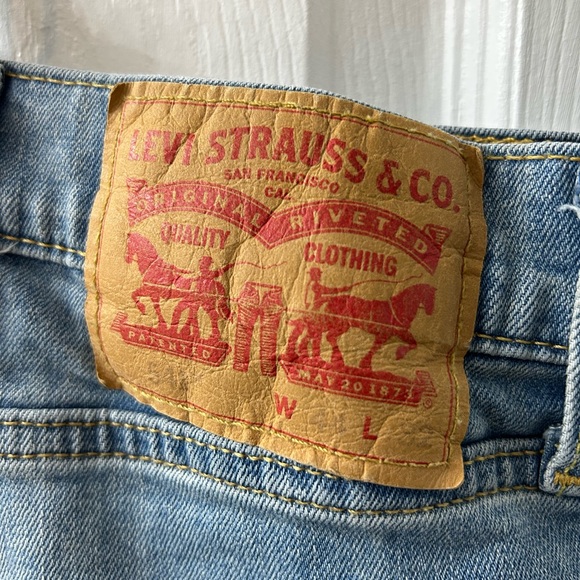 LEVI STRAUSS & CO.
SAN FRANCISCO
CAL
ORIGINAL RIVETED
QUALITY CLOTHING
PATENTED MAY 20 1873
W L